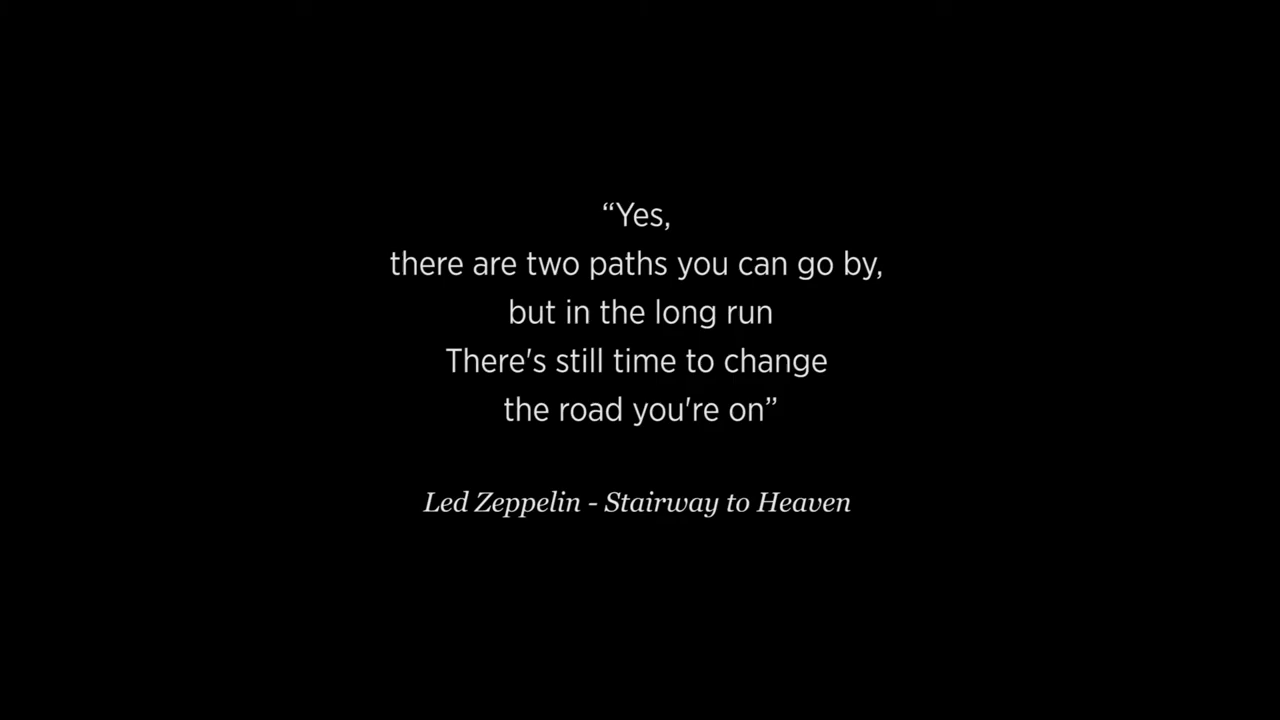 “Yes,
there are two paths you can go by,
but in the long run
There's still time to change
the road you're on”
Led Zeppelin - Stairway to Heaven